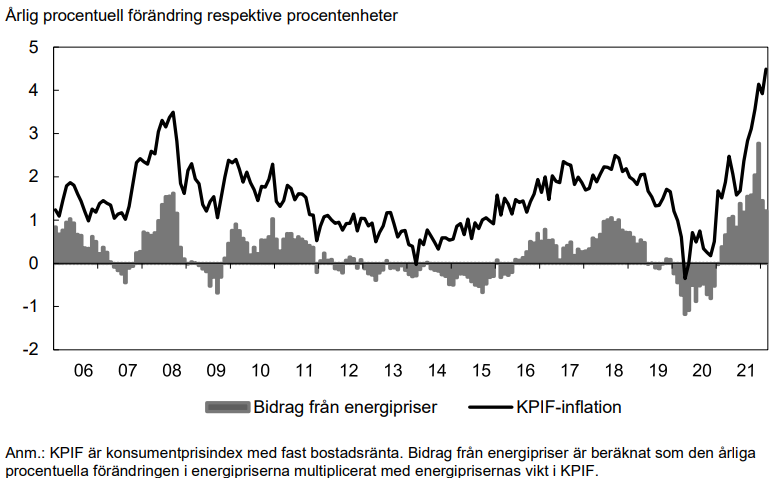 Årlig procentuell förändring respektive procentenheter
5
4
3
2
1
0
-1
-2
06 07 08 09 10 11 12 13 14 15 16 17 18 19 20 21
Bidrag från energipriser KPIF-inflation
Anm.: KPIF är konsumentprisindex med fast bostadsränta. Bidrag från energipriser är beräknat som den årliga
procentuella förändringen i energipriserna multiplicerat med energiprisernas vikt i KPIF.